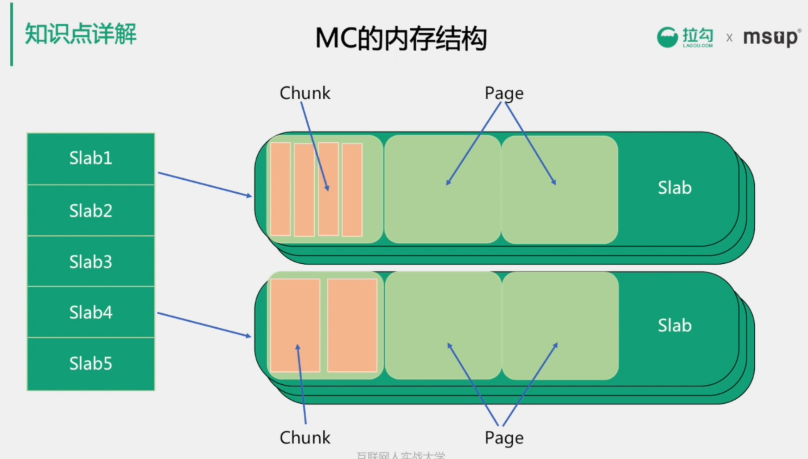 知识点详解
MC的内存结构
拉勾
LAGOU.COM
x
msup®
Chunk
Page
Slab1
Slab2
Slab3
Slab4
Slab5
Slab
Slab
Chunk
Page
互联网人实战大学